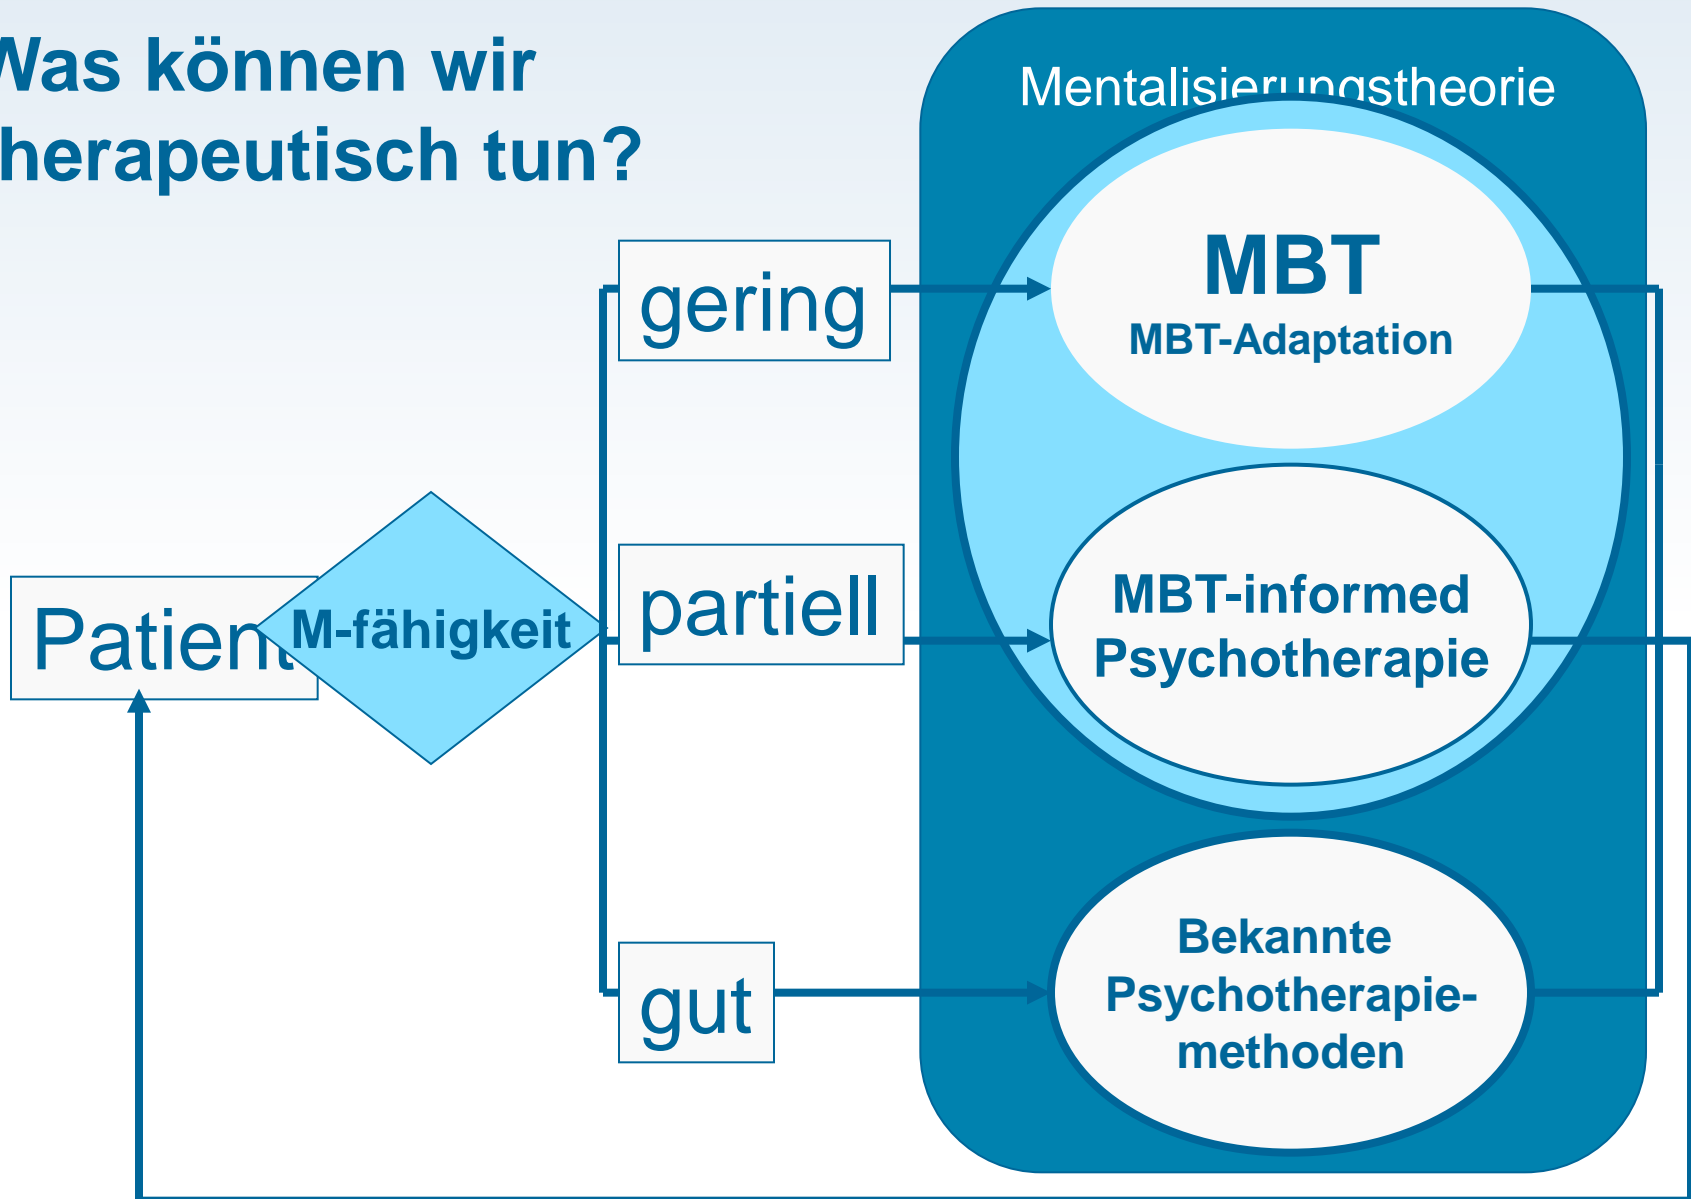 Was können wir
herapeutisch tun?
Mentalisierungstheorie
gering
MBT
MBT-Adaptation
Patient
M-fähigkeit
partiell
MBT-informed
Psychotherapie
gut
Bekannte
Psychotherapie-
methoden